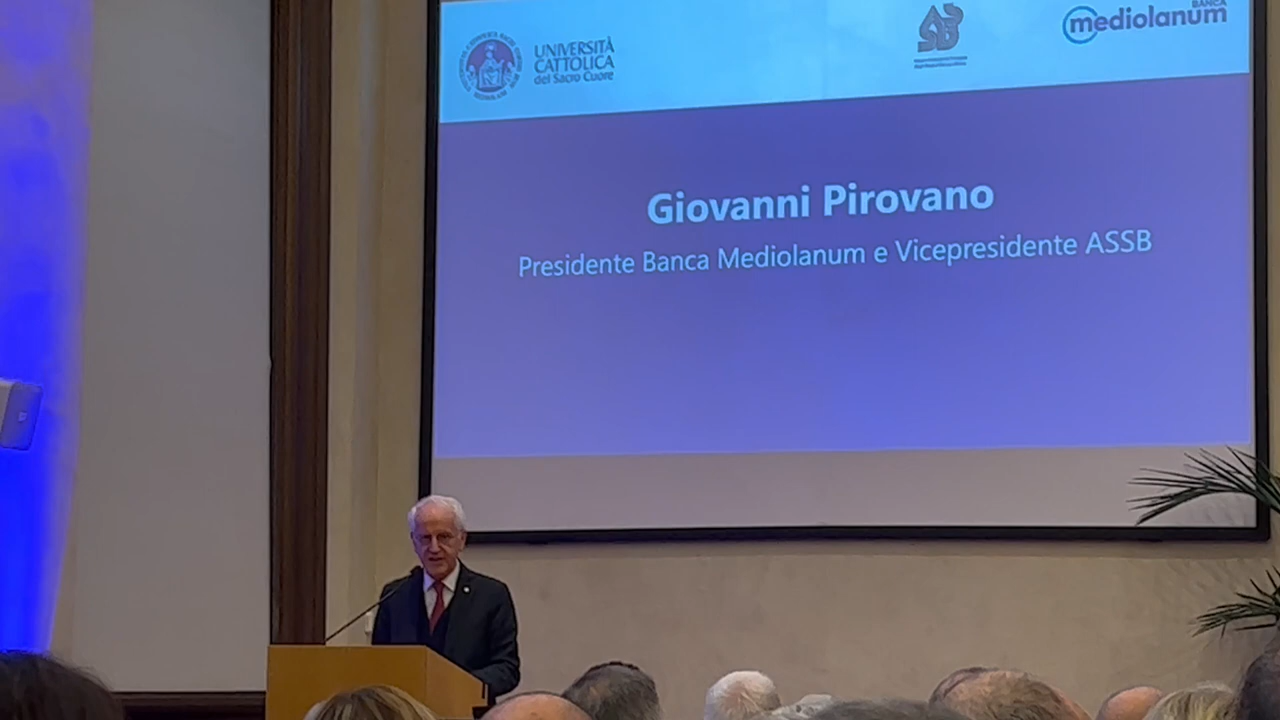 UNIVERSITÀ
CATTOLICA
del Sacro Cuore
BANCA
mediolanum
Giovanni Pirovano
Presidente Banca Mediolanum e Vicepresidente ASSB